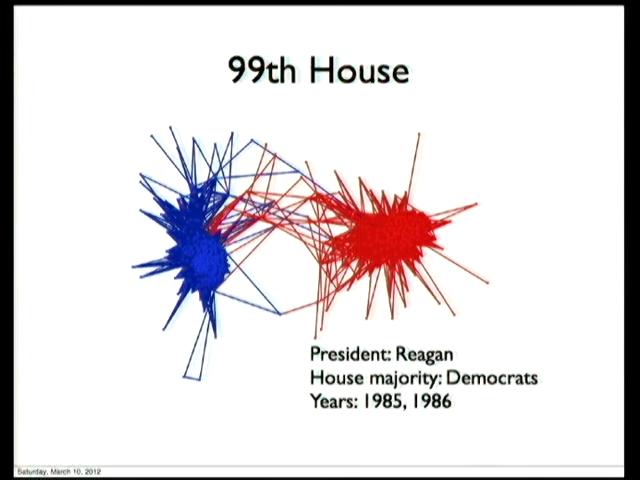 99th House
President: Reagan
House majority: Democrats
Years: 1985, 1986
Saturday, March 10, 2012